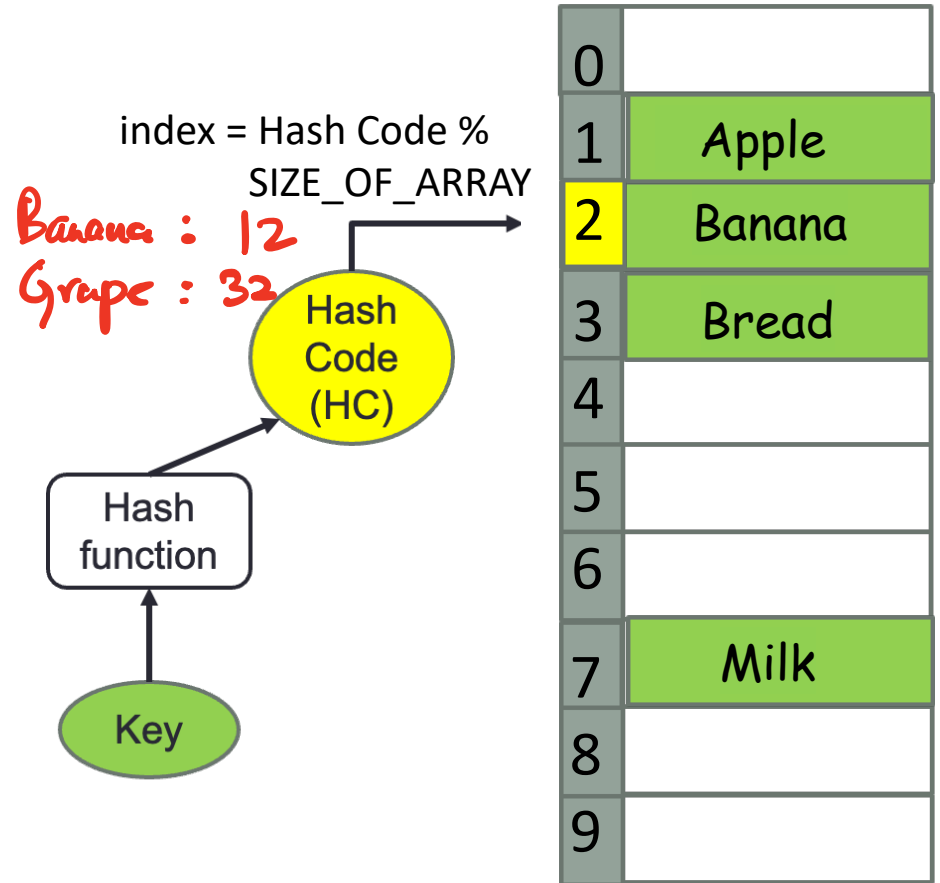 index = Hash Code %
SIZE_OF_ARRAY
Banana : 12
Grape : 32
Hash
Code
(HC)
Hash
function
Key
0
1 Apple
2 Banana
3 Bread
4
5
6
7 Milk
8
9